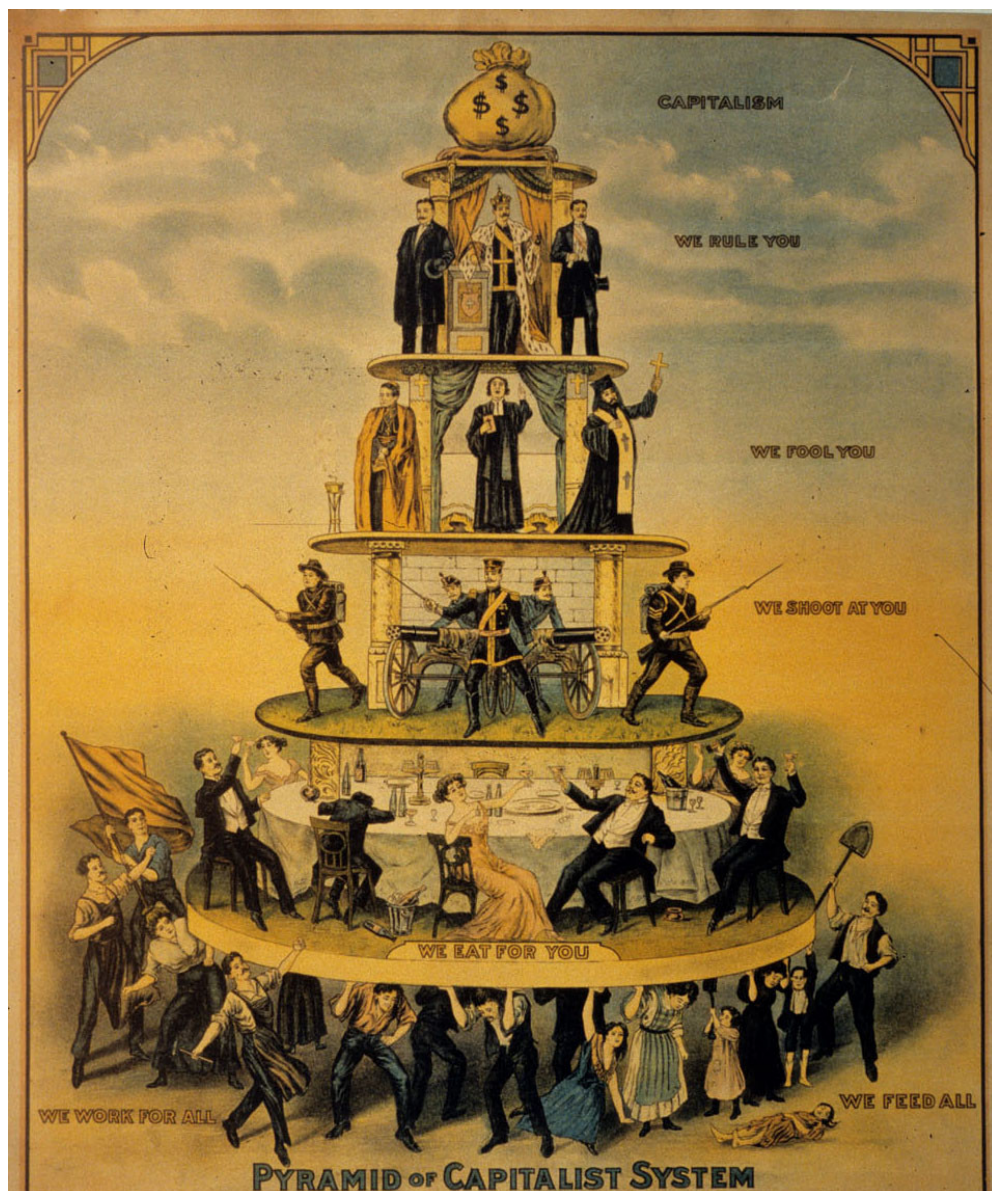 $
$ $
$
CAPITALISM
WE RULE YOU
WE FOOL YOU
WE SHOOT AT YOU
WE EAT FOR YOU
WE WORK FOR ALL
WE FEED ALL
PYRAMID OF CAPITALIST SYSTEM